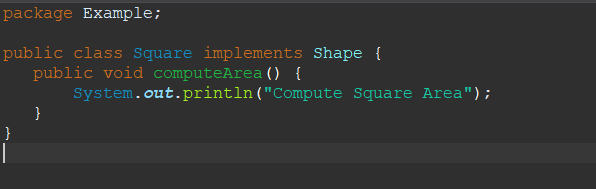 package Example;
public class Square implements Shape {
public void computeArea() {
System.out.println("Compute Square Area");
}
}